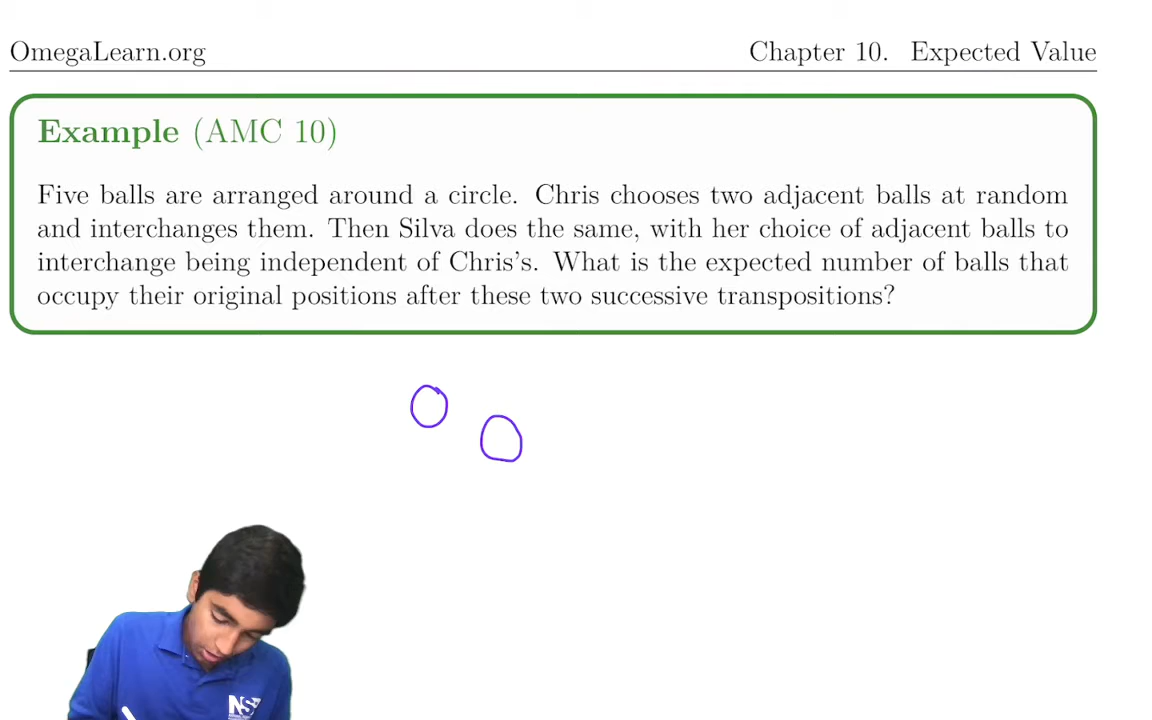 OmegaLearn.org Chapter 10. Expected Value
Example (AMC 10)
Five balls are arranged around a circle. Chris chooses two adjacent balls at random
and interchanges them. Then Silva does the same, with her choice of adjacent balls to
interchange being independent of Chris's. What is the expected number of balls that
occupy their original positions after these two successive transpositions?